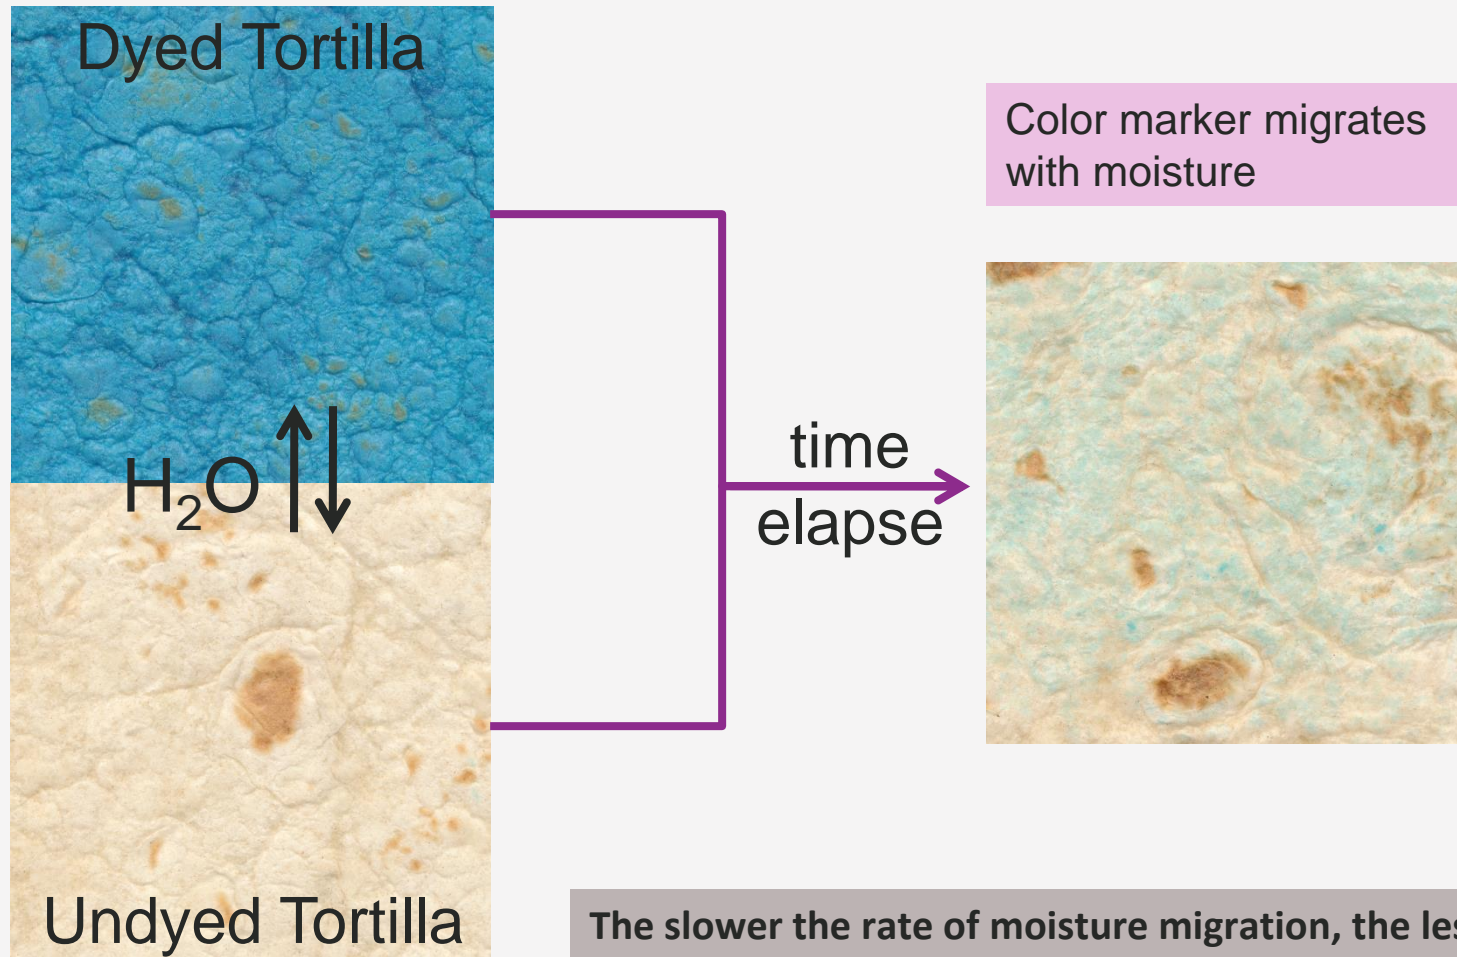 Dyed Tortilla
Color marker migrates
with moisture
H₂O
time
elapse
Undyed Tortilla
The slower the rate of moisture migration, the